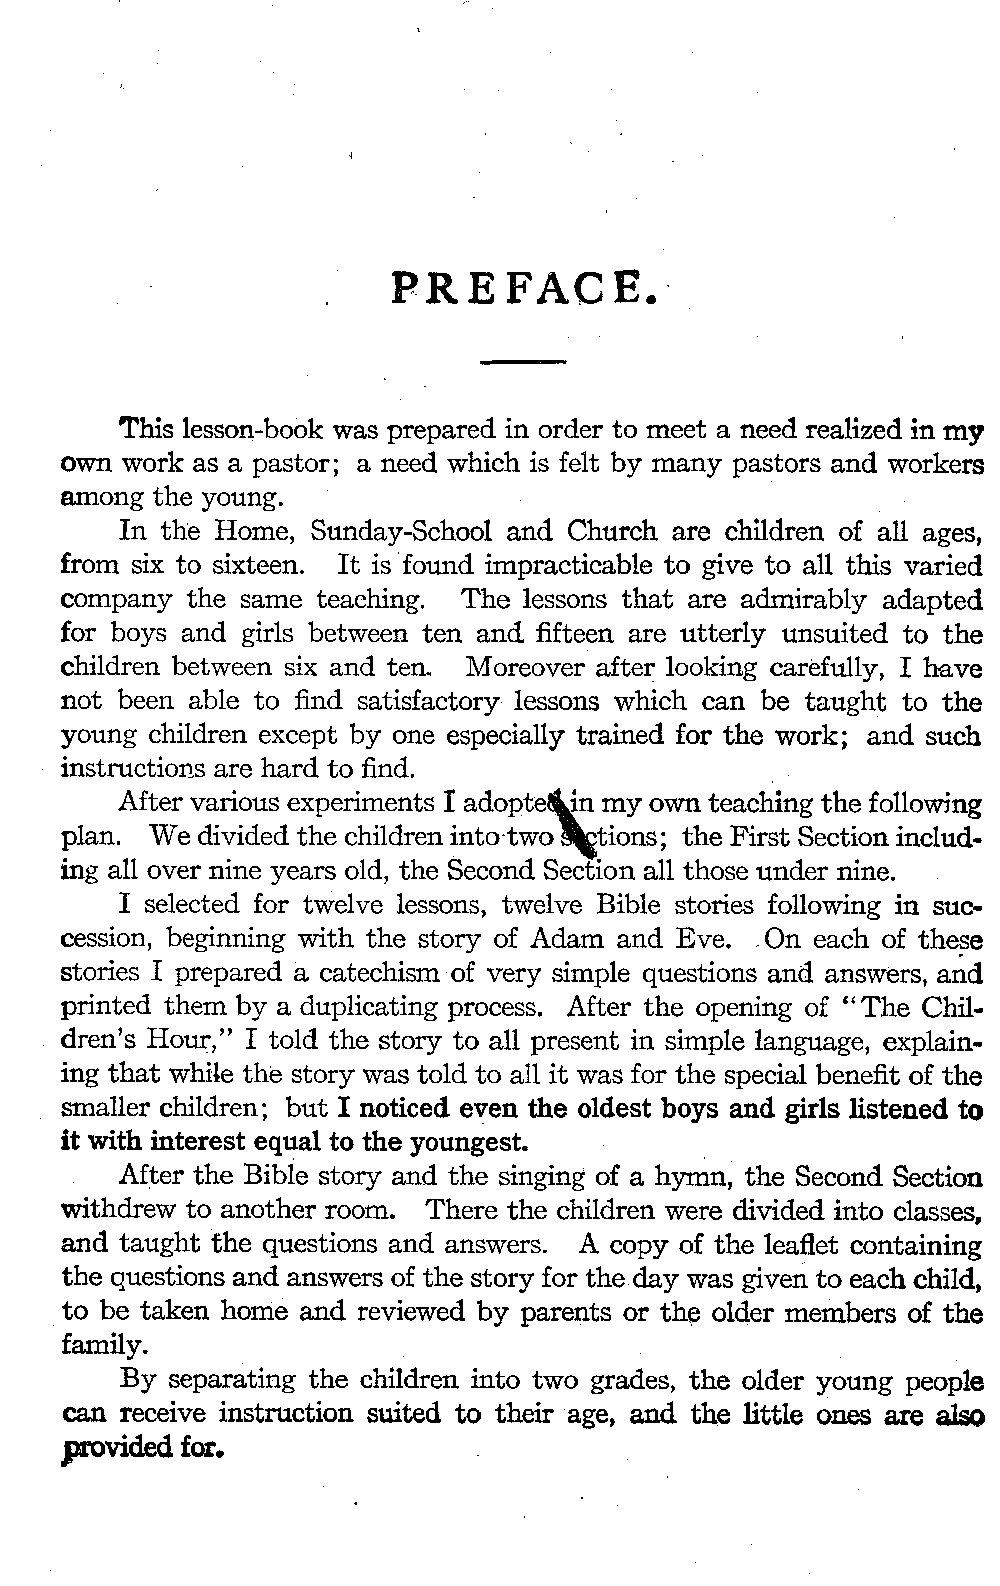 PREFACE.
This lesson-book was prepared in order to meet a need realized in my
own work as a pastor; a need which is felt by many pastors and workers
among the young.
In the Home, Sunday-School and Church are children of all ages,
from six to sixteen. It is found impracticable to give to all this varied
company the same teaching. The lessons that are admirably adapted
for boys and girls between ten and fifteen are utterly unsuited to the
children between six and ten. Moreover after looking carefully, I have
not been able to find satisfactory lessons which can be taught to the
young children except by one especially trained for the work; and such
instructions are hard to find.
After various experiments I adopted in my own teaching the following
plan. We divided the children into two sections; the First Section includ-
ing all over nine years old, the Second Section all those under nine.
I selected for twelve lessons, twelve Bible stories following in suc-
cession, beginning with the story of Adam and Eve. On each of these
stories I prepared a catechism of very simple questions and answers, and
printed them by a duplicating process. After the opening of "The Chil-
dren's Hour," I told the story to all present in simple language, explain-
ing that while the story was told to all it was for the special benefit of the
smaller children; but I noticed even the oldest boys and girls listened to
it with interest equal to the youngest.
After the Bible story and the singing of a hymn, the Second Section
withdrew to another room. There the children were divided into classes,
and taught the questions and answers. A copy of the leaflet containing
the questions and answers of the story for the day was given to each child,
to be taken home and reviewed by parents or the older members of the
family.
By separating the children into two grades, the older young people
can receive instruction suited to their age, and the little ones are also
provided for.